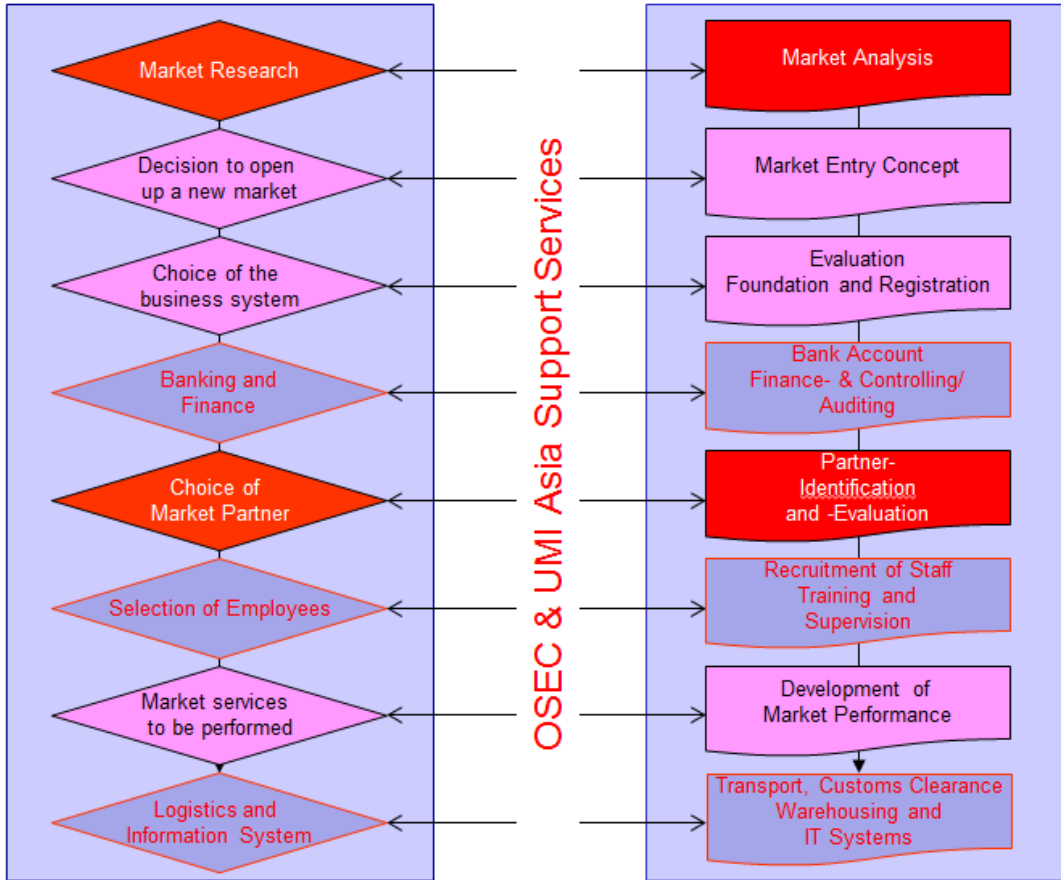 Market Research
Market Analysis
Decision to open
up a new market
Market Entry Concept
Choice of the
business system
Evaluation
Foundation and Registration
Banking and
Finance
Bank Account
Finance- & Controlling/
Auditing
Choice of
Market Partner
Partner-
Identification
and -Evaluation
Selection of Employees
Recruitment of Staff
Training and
Supervision
Market services
to be performed
Development of
Market Performance
Logistics and
Information System
Transport, Customs Clearance
Warehousing and
IT Systems
OSEC & UMI Asia Support Services